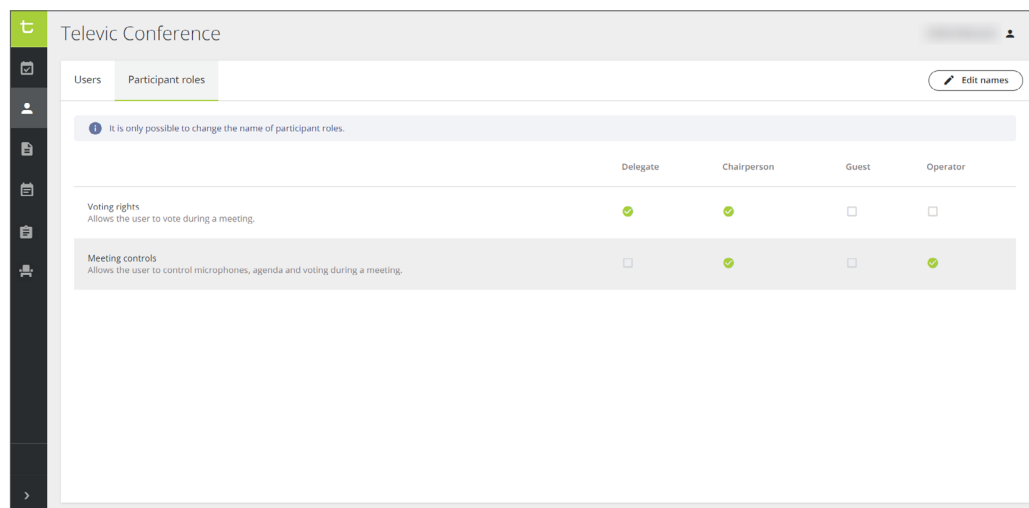 Televic Conference
Users
Participant roles
Edit names
It is only possible to change the name of participant roles.
Delegate
Chairperson
Guest
Operator
Voting rights
Allows the user to vote during a meeting.
Meeting controls
Allows the user to control microphones, agenda and voting during a meeting.